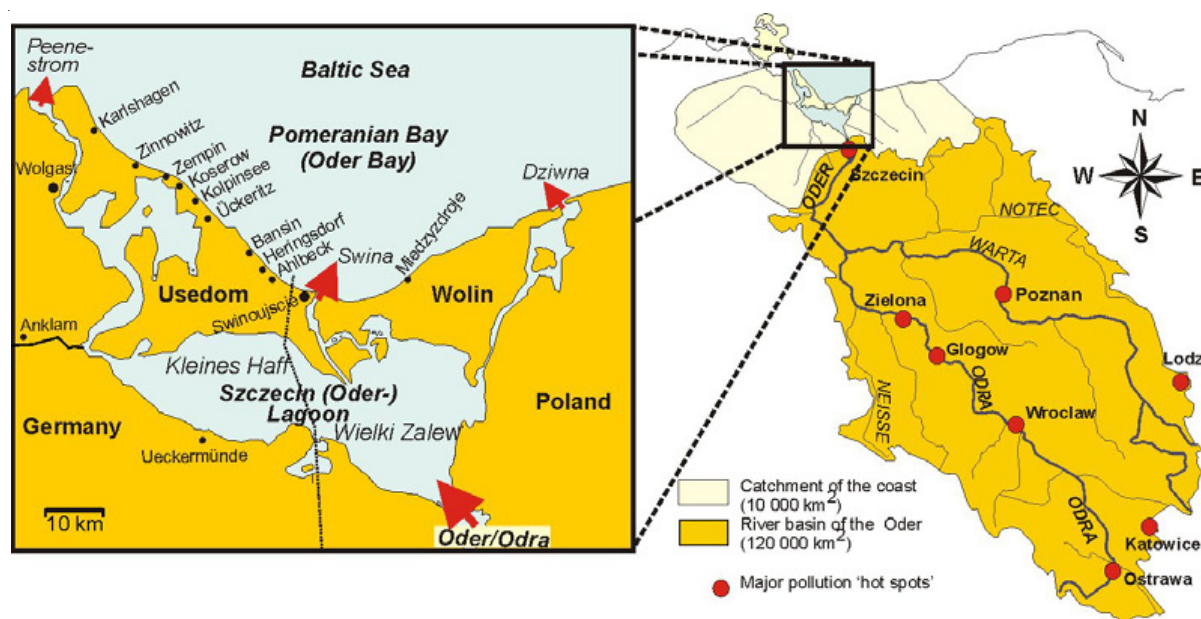 Peene-
strom
Baltic Sea
Karlshagen
Pomeranian Bay
(Oder Bay)
Zinnowitz
Wolgast
Zempin
Koserow
Kolpinsee
Ückeritz
Dziwna
Bansin
Heringsdorf
Ahlbeck
Swina
Miedzyzdroje
Usedom
Swinoujscie
Wolin
Anklam
Kleines Haff
Szczecin (Oder-)
Lagoon
Poland
Germany
Wielki Zalew
Ueckermünde
10 km
Oder/Odra
N
W
E
S
Szczecin
ODER
NOTEC
WARTA
Zielona
Poznan
Glogow
Lodz
ODRA
NEISSE
Wroclaw
Catchment of the coast
(10 000 km²)
River basin of the Oder
(120 000 km²)
ODRA
Katowice
Major pollution 'hot spots'
Ostrawa